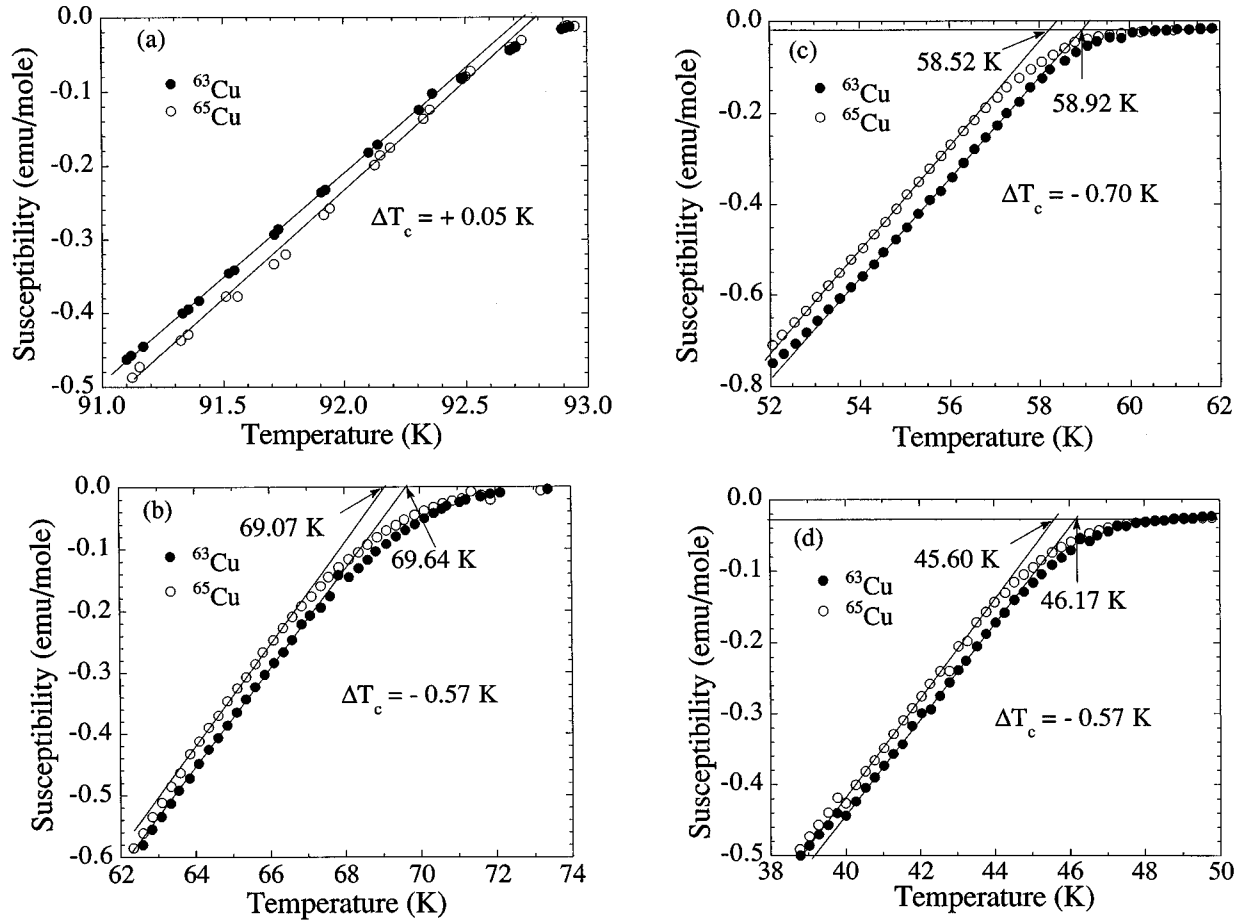 (a)
⁶³Cu
⁶⁵Cu
ΔT_c = + 0.05 K
Susceptibility (emu/mole)
0.0
-0.1
-0.2
-0.3
-0.4
-0.5
91.0 91.5 92.0 92.5 93.0
Temperature (K)
(c)
⁶³Cu
⁶⁵Cu
58.52 K
58.92 K
ΔT_c = - 0.70 K
Susceptibility (emu/mole)
0.0
-0.2
-0.4
-0.6
-0.8
52 54 56 58 60 62
Temperature (K)
(b)
⁶³Cu
⁶⁵Cu
69.07 K
69.64 K
ΔT_c = - 0.57 K
Susceptibility (emu/mole)
0.0
-0.1
-0.2
-0.3
-0.4
-0.5
-0.6
62 64 66 68 70 72 74
Temperature (K)
(d)
⁶³Cu
⁶⁵Cu
45.60 K
46.17 K
ΔT_c = - 0.57 K
Susceptibility (emu/mole)
0.0
-0.1
-0.2
-0.3
-0.4
-0.5
38 40 42 44 46 48 50
Temperature (K)